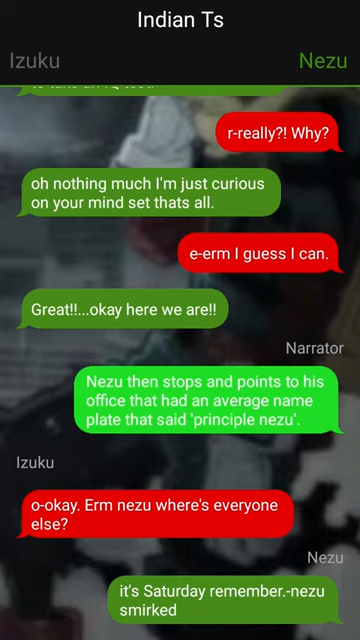 Indian Ts
Izuku Nezu
r-really?! Why?
oh nothing much I'm just curious
on your mind set thats all.
e-erm I guess I can.
Great!!...okay here we are!!
Narrator
Nezu then stops and points to his
office that had an average name
plate that said 'principle nezu'.
Izuku
o-okay. Erm nezu where's everyone
else?
Nezu
it's Saturday remember.-nezu
smirked